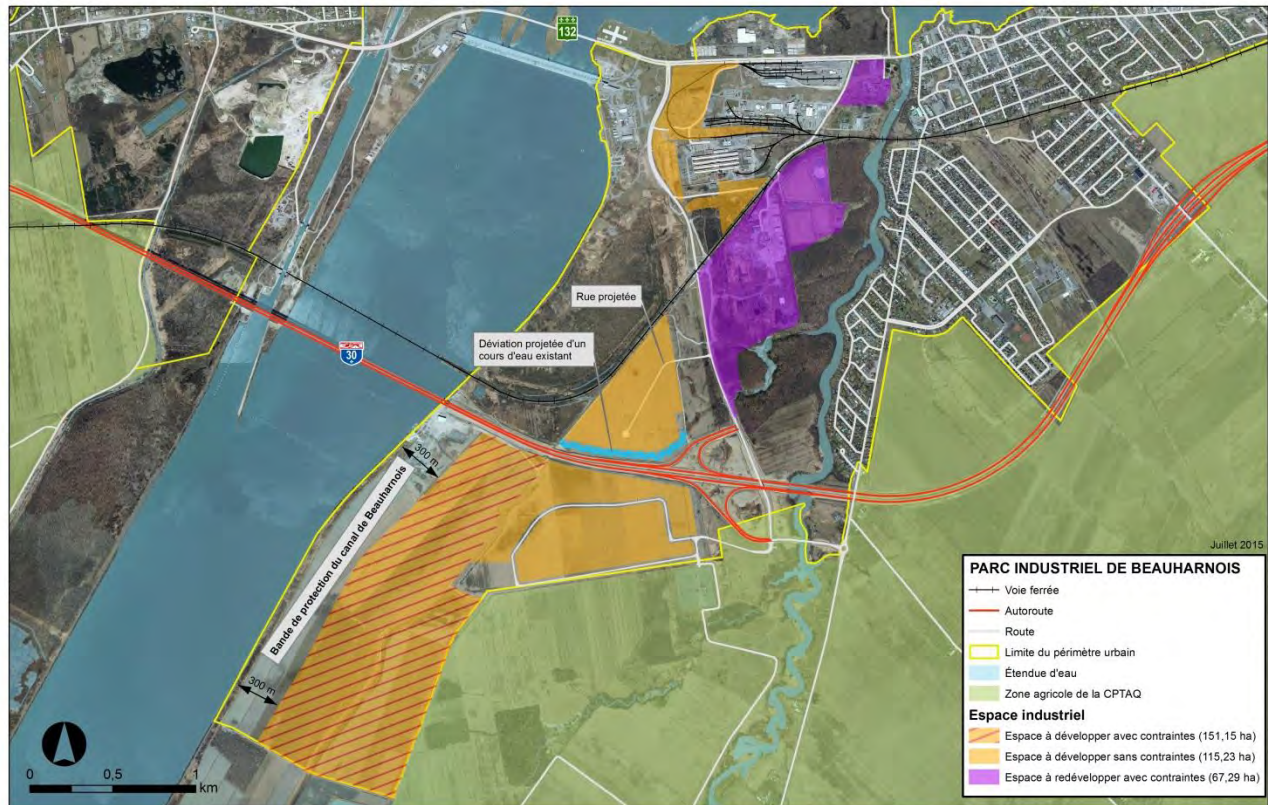 132
Rue projetée
Déviation projetée d'un
cours d'eau existant
30
300 m
Bande de protection du canal de Beauharnois
300 m
Juillet 2015
PARC INDUSTRIEL DE BEAUHARNOIS
Voie ferrée
Autoroute
Route
Limite du périmètre urbain
Étendue d'eau
Zone agricole de la CPTAQ
Espace industriel
Espace à développer avec contraintes (151,15 ha)
Espace à développer sans contraintes (115,23 ha)
Espace à redévelopper avec contraintes (67,29 ha)
0 0,5 1
km